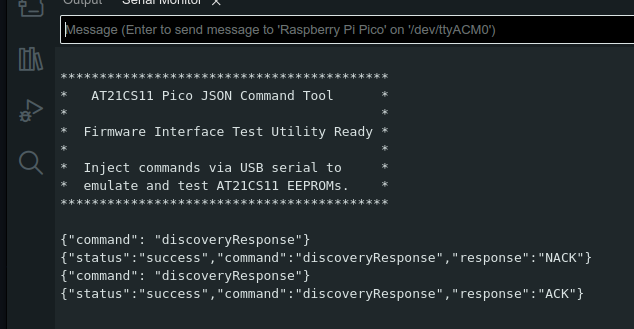 Output Serial Monitor X
Message (Enter to send message to 'Raspberry Pi Pico' on '/dev/ttyACM0')
******************************************
*   AT21CS11 Pico JSON Command Tool      *
*                                        *
*  Firmware Interface Test Utility Ready *
*                                        *
*  Inject commands via USB serial to     *
*  emulate and test AT21CS11 EEPROMs.    *
******************************************
{"command": "discoveryResponse"}
{"status":"success","command":"discoveryResponse","response":"NACK"}
{"command": "discoveryResponse"}
{"status":"success","command":"discoveryResponse","response":"ACK"}